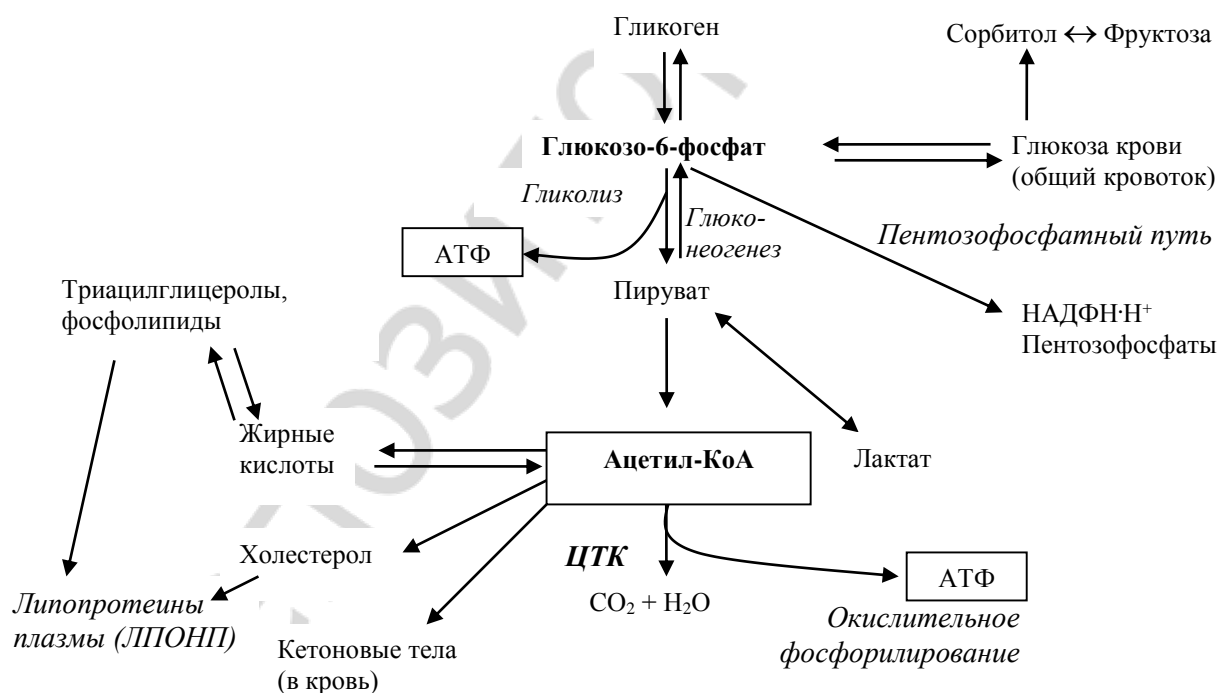 Гликоген
Сорбитол ↔ Фруктоза
Глюкозо-6-фосфат
Глюкоза крови
(общий кровоток)
Гликолиз
Глюко-
неогенез
Пентозофосфатный путь
АТФ
Пируват
НАДФН·Н⁺
Пентозофосфаты
Триацилглицеролы,
фосфолипиды
Жирные
кислоты
Ацетил-КоА
Лактат
Холестерол
ЦТК
АТФ
CO₂ + H₂O
Липопротеины
плазмы (ЛПОНП)
Окислительное
фосфорилирование
Кетоновые тела
(в кровь)